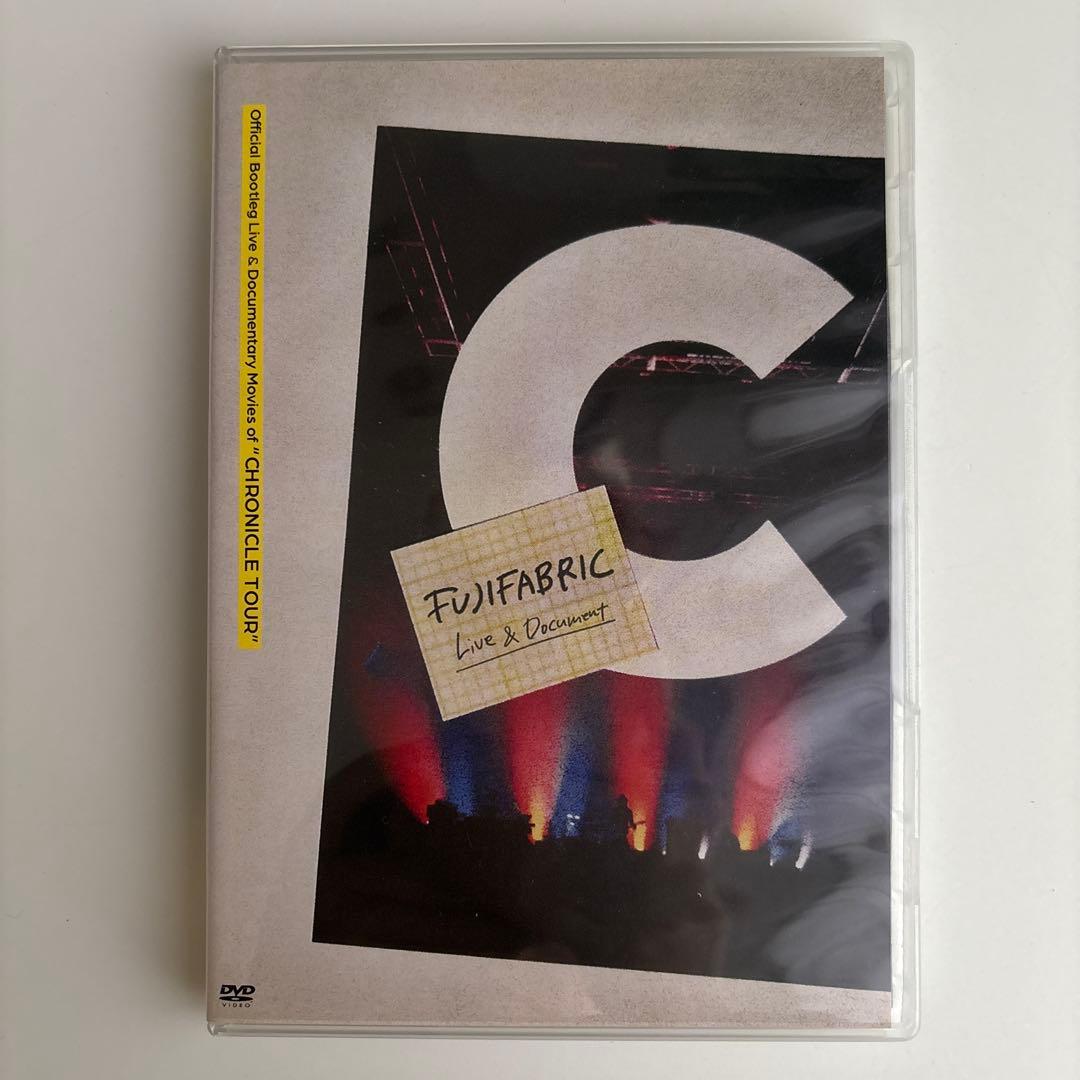 Official Bootleg Live & Documentary Movies of "CHRONICLE TOUR"
C
FUJIFABRIC
Live & Document
DVD
VIDEO